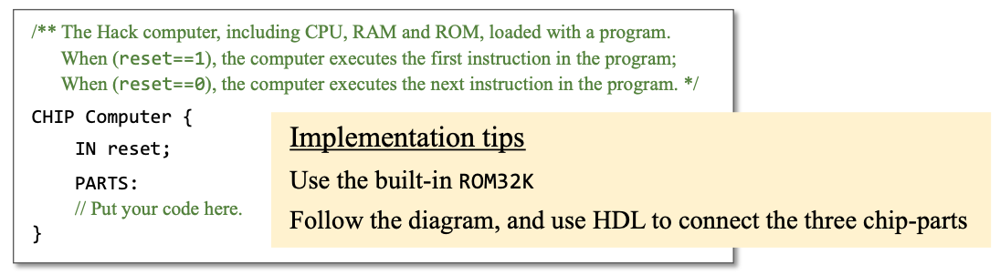 /** The Hack computer, including CPU, RAM and ROM, loaded with a program.
When (reset==1), the computer executes the first instruction in the program;
When (reset==0), the computer executes the next instruction in the program. */
CHIP Computer {
IN reset;
PARTS:
// Put your code here.
}
Implementation tips
Use the built-in ROM32K
Follow the diagram, and use HDL to connect the three chip-parts